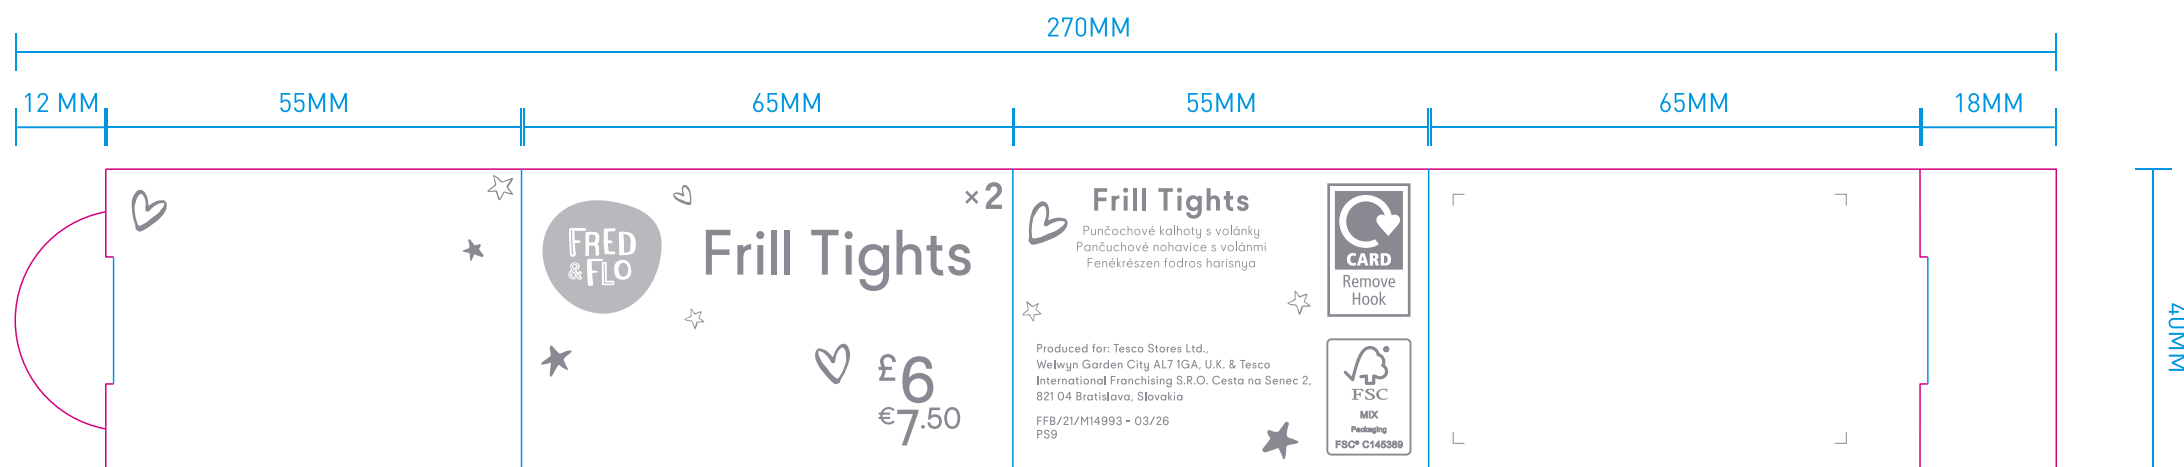 270MM
12 MM
55MM
65MM
55MM
65MM
18MM
40MM
FRED
&FLO
Frill Tights
×2
£6
€7.50
Frill Tights
Punčochové kalhoty s volánky
Pančuchové nohavice s volánmi
Fenékrészen fodros harisnya
CARD
Remove
Hook
Produced for: Tesco Stores Ltd.,
Welwyn Garden City AL7 1GA, U.K. & Tesco
International Franchising S.R.O. Cesta na Senec 2,
821 04 Bratislava, Slovakia
FFB/21/M14993 - 03/26
PS9
FSC
MIX
Packaging
FSC® C145389